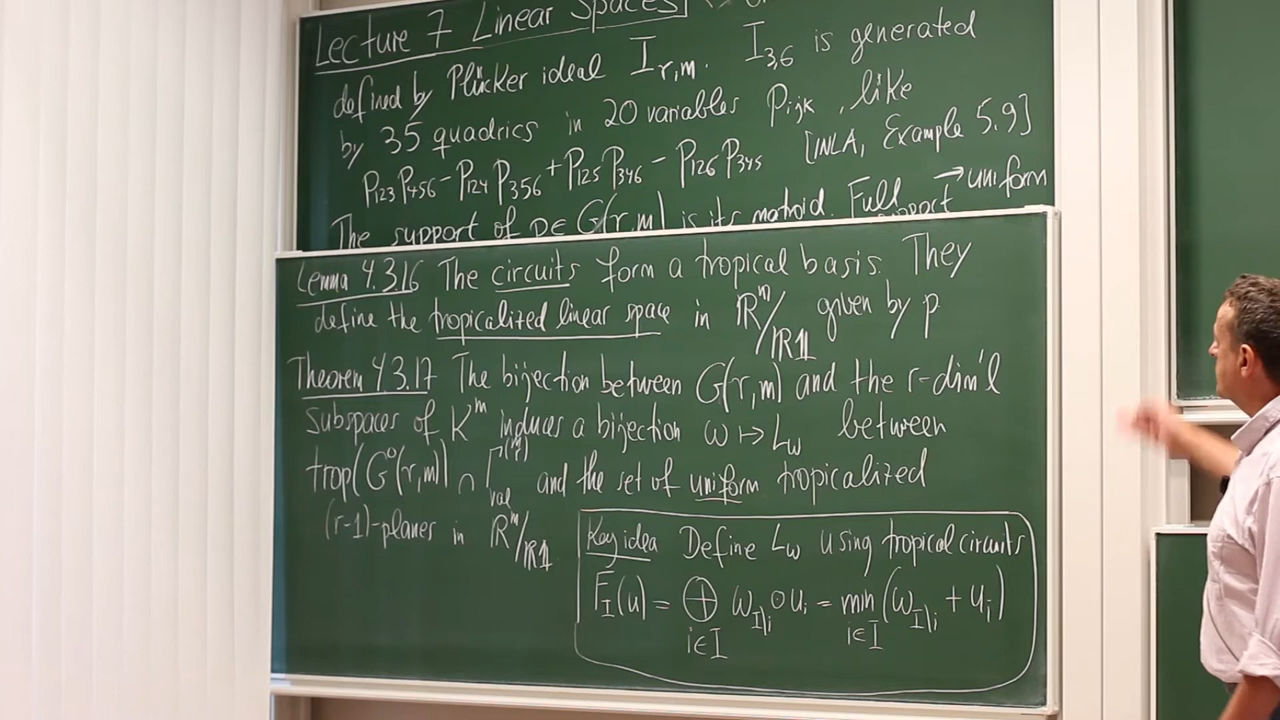 Lecture 7 Linear Spaces
defined by Plücker ideal I_{r,m}. I_{3,6} is generated
by 35 quadrics in 20 variables P_{ijk}, like
P_{123}P_{456} - P_{124}P_{356} + P_{125}P_{346} - P_{126}P_{345} [INLA, Example 5.9]
The support of p∈G(r,m) is its matroid. Full support → uniform
Lemma 4.3.16 The circuits form a tropical basis. They
define the tropicalized linear space in ℝ^m/ℝ𝟙 given by p
Theorem 4.3.17 The bijection between G(r,m) and the r-dim'l
subspaces of K^m induces a bijection ω ↦ L_ω between
trop(G°(r,m)) ∩ Γ_{val}^{(m r)} and the set of uniform tropicalized
(r-1)-planes in ℝ^m/ℝ𝟙
Key idea Define L_ω using tropical circuits
F_I(u) = ⊕_{i∈I} ω_{I\i} ⊙ u_i = min_{i∈I} (ω_{I\i} + u_i)